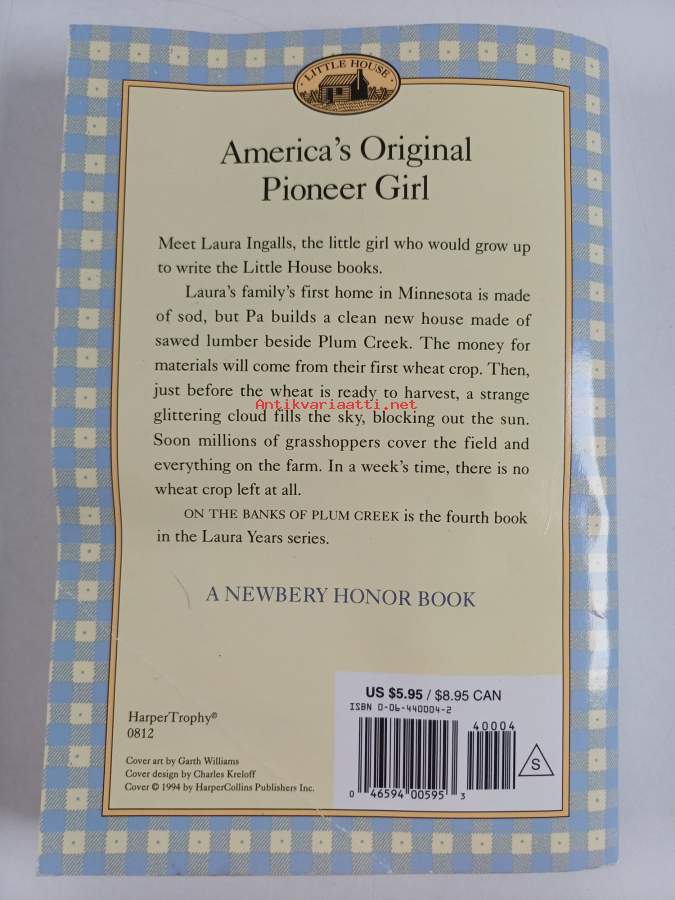 · LITTLE HOUSE ·
America's Original
Pioneer Girl
Meet Laura Ingalls, the little girl who would grow up
to write the Little House books.
Laura's family's first home in Minnesota is made
of sod, but Pa builds a clean new house made of
sawed lumber beside Plum Creek. The money for
materials will come from their first wheat crop. Then,
just before the wheat is ready to harvest, a strange
Antikvariaatti.net
glittering cloud fills the sky, blocking out the sun.
Soon millions of grasshoppers cover the field and
everything on the farm. In a week's time, there is no
wheat crop left at all.
ON THE BANKS OF PLUM CREEK is the fourth book
in the Laura Years series.
A NEWBERY HONOR BOOK
US $5.95 / $8.95 CAN
ISBN 0-06-440004-2
40004
S
0 46594 00595 3
HarperTrophy®
0812
Cover art by Garth Williams
Cover design by Charles Kreloff
Cover © 1994 by HarperCollins Publishers Inc.